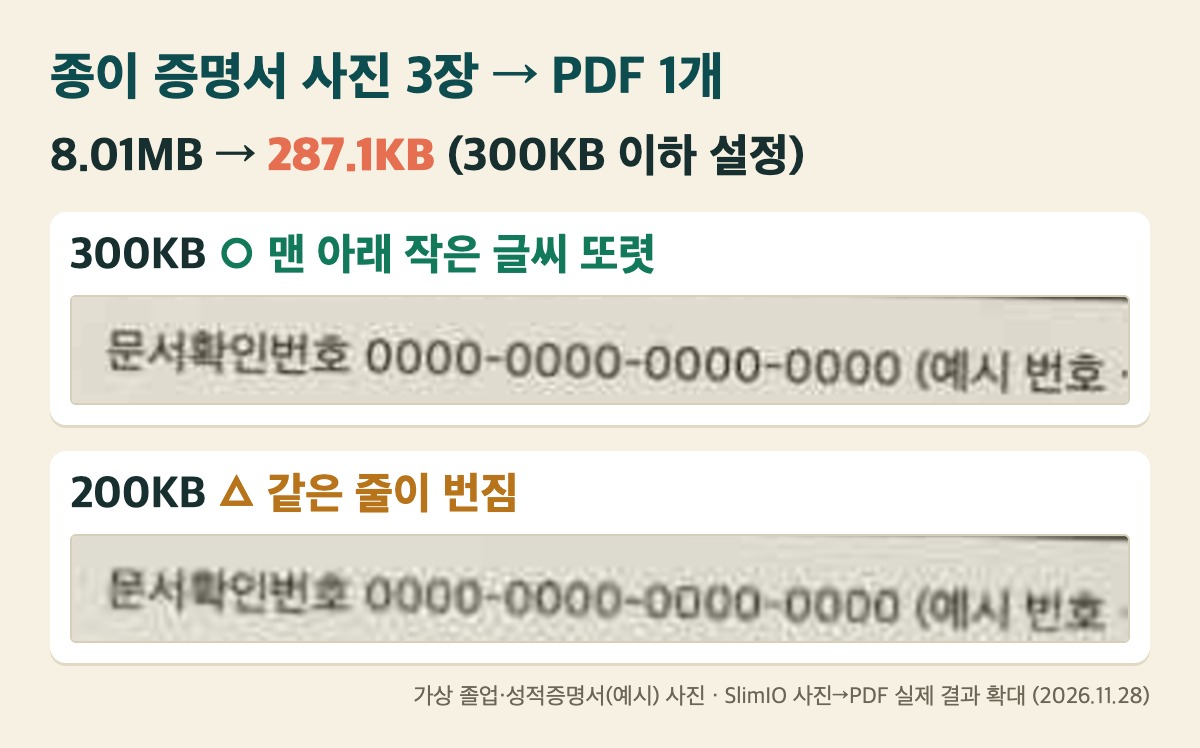 종이 증명서 사진 3장 → PDF 1개
8.01MB → 287.1KB (300KB 이하 설정)
300KB ○ 맨 아래 작은 글씨 또렷
문서확인번호 0000-0000-0000-0000 (예시 번호 ·
200KB △ 같은 줄이 번짐
문서확인번호 0000-0000-0000-0000 (예시 번호 ·
가상 졸업·성적증명서(예시) 사진 · SlimIO 사진→PDF 실제 결과 확대 (2026.11.28)